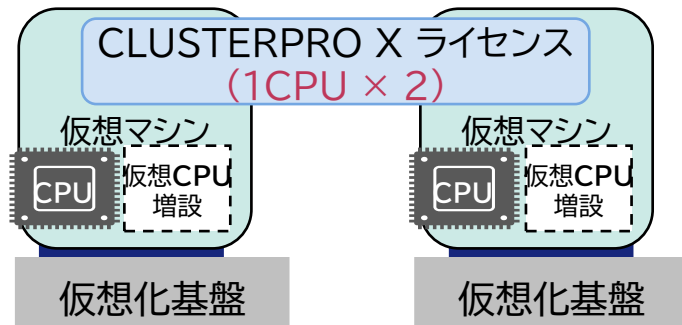 CLUSTERPRO X ライセンス
(1CPU × 2)
仮想マシン
CPU
仮想CPU
増設
仮想化基盤
仮想マシン
CPU
仮想CPU
増設
仮想化基盤